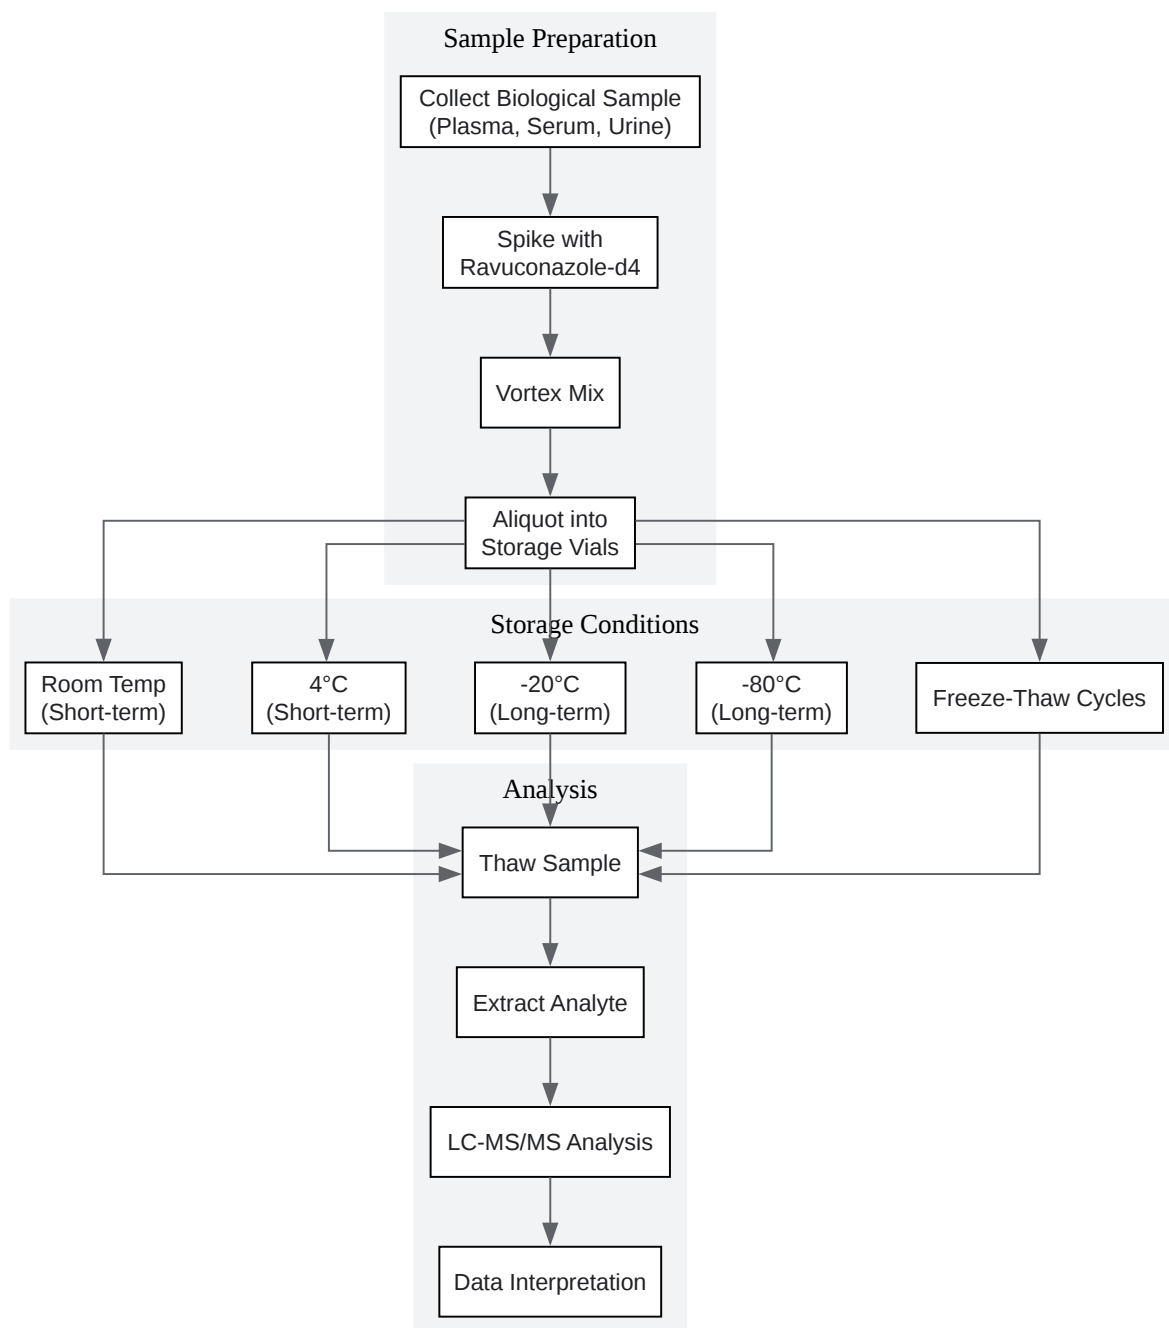 Sample Preparation
Collect Biological Sample
(Plasma, Serum, Urine)
Spike with
Ravuconazole-d4
Vortex Mix
Aliquot into
Storage Vials
Storage Conditions
Room Temp
(Short-term)
4°C
(Short-term)
-20°C
(Long-term)
-80°C
(Long-term)
Freeze-Thaw Cycles
Analysis
Thaw Sample
Extract Analyte
LC-MS/MS Analysis
Data Interpretation